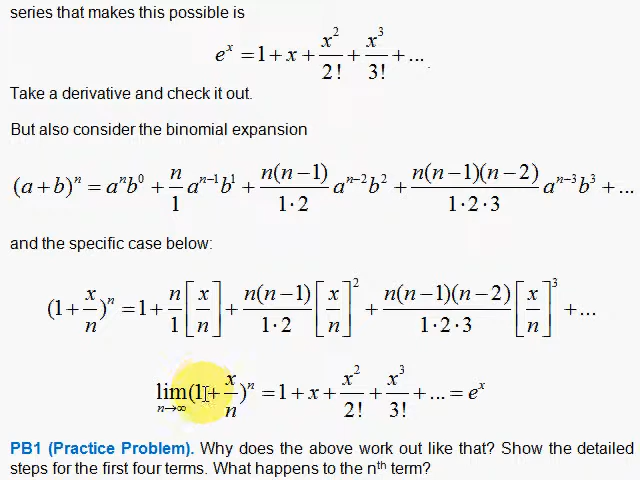 series that makes this possible is
e^x = 1 + x + x^2/2! + x^3/3! + ... .
Take a derivative and check it out.
But also consider the binomial expansion
(a + b)^n = a^n b^0 + n/1 a^{n−1} b^1 + n(n−1)/1·2 a^{n−2} b^2 + n(n−1)(n−2)/1·2·3 a^{n−3} b^3 + ...
and the specific case below:
(1 + x/n)^n = 1 + n/1 [x/n] + n(n−1)/1·2 [x/n]^2 + n(n−1)(n−2)/1·2·3 [x/n]^3 + ...
lim n→∞ (1 + x/n)^n = 1 + x + x^2/2! + x^3/3! + ... = e^x
PB1 (Practice Problem). Why does the above work out like that? Show the detailed
steps for the first four terms. What happens to the n^th term?